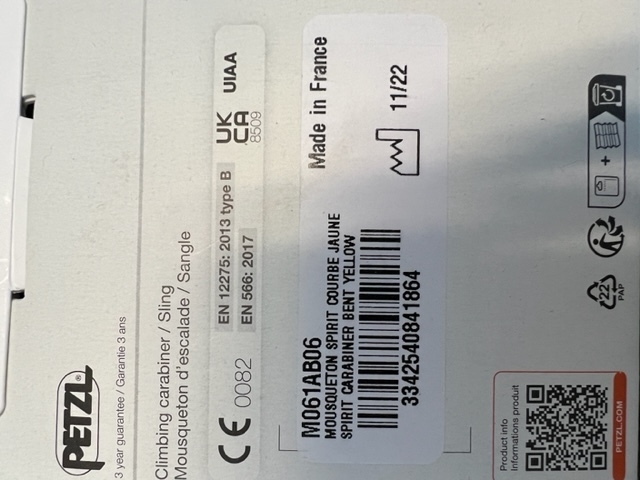 PETZL®
3 year guarantee / Garantie 3 ans
Climbing carabiner / Sling
Mousqueton d'escalade / Sangle
CE 0082
EN 12275: 2013 type B
EN 566: 2017
UK CA 8509
UIAA
M061AB06
MOUSQUETON SPIRIT COURBE JAUNE
SPIRIT CARABINER BENT YELLOW
3342540841864
Made in France
11/22
Product info
Informations produit
PETZL.COM
22
PAP
+